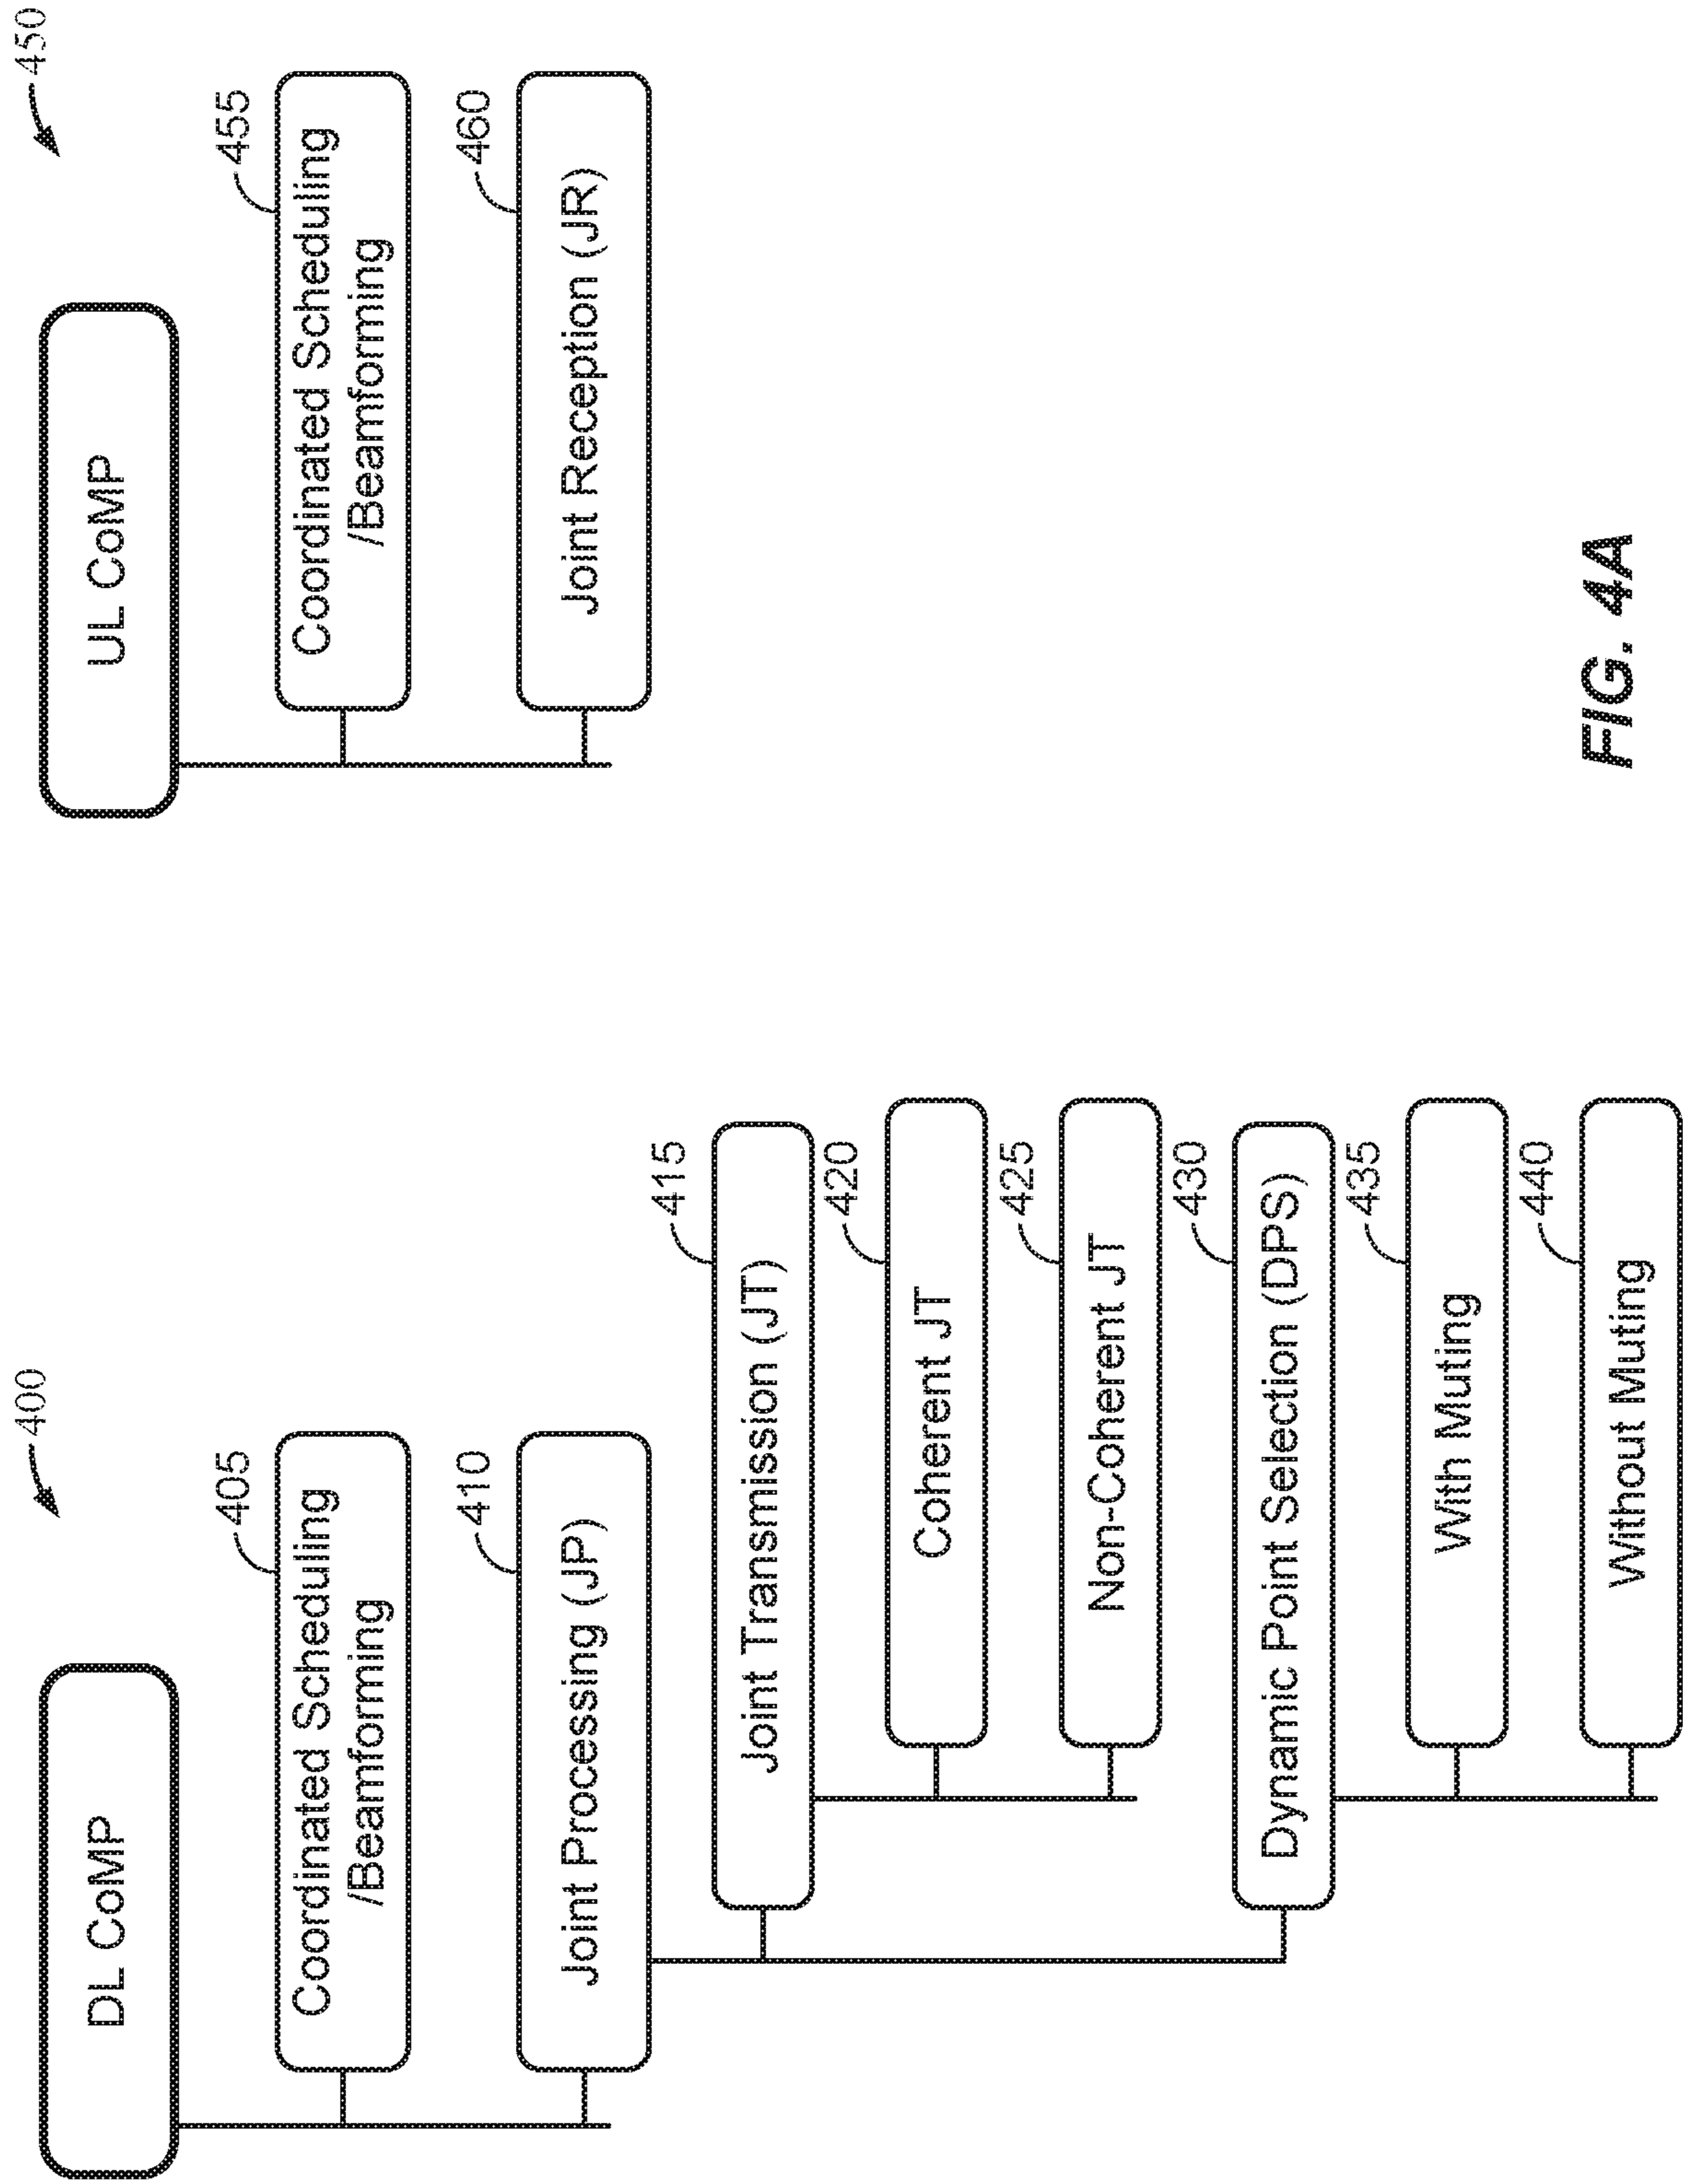 400
DL CoMP
405
Coordinated Scheduling
/Beamforming
410
Joint Processing (JP)
415
Joint Transmission (JT)
420
Coherent JT
425
Non-Coherent JT
430
Dynamic Point Selection (DPS)
435
With Muting
440
Without Muting
450
UL CoMP
455
Coordinated Scheduling
/Beamforming
460
Joint Reception (JR)
FIG. 4A